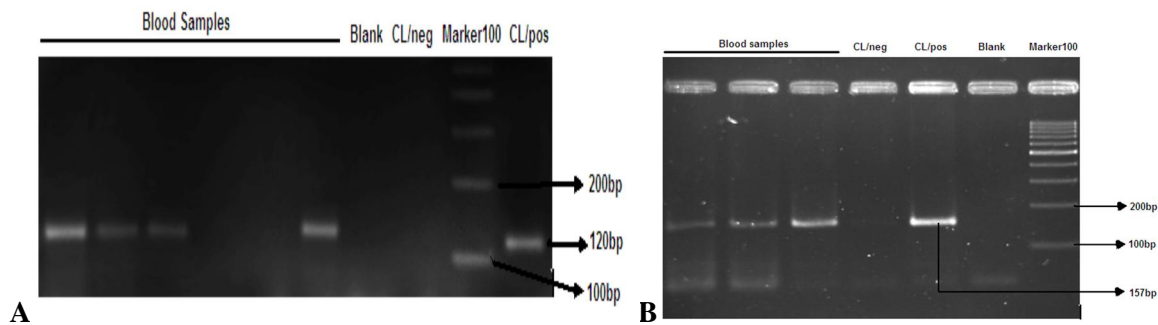 Blood Samples Blank CL/neg Marker100 CL/pos
200bp
120bp
100bp
A
Blood samples CL/neg CL/pos Blank Marker100
200bp
100bp
157bp
B